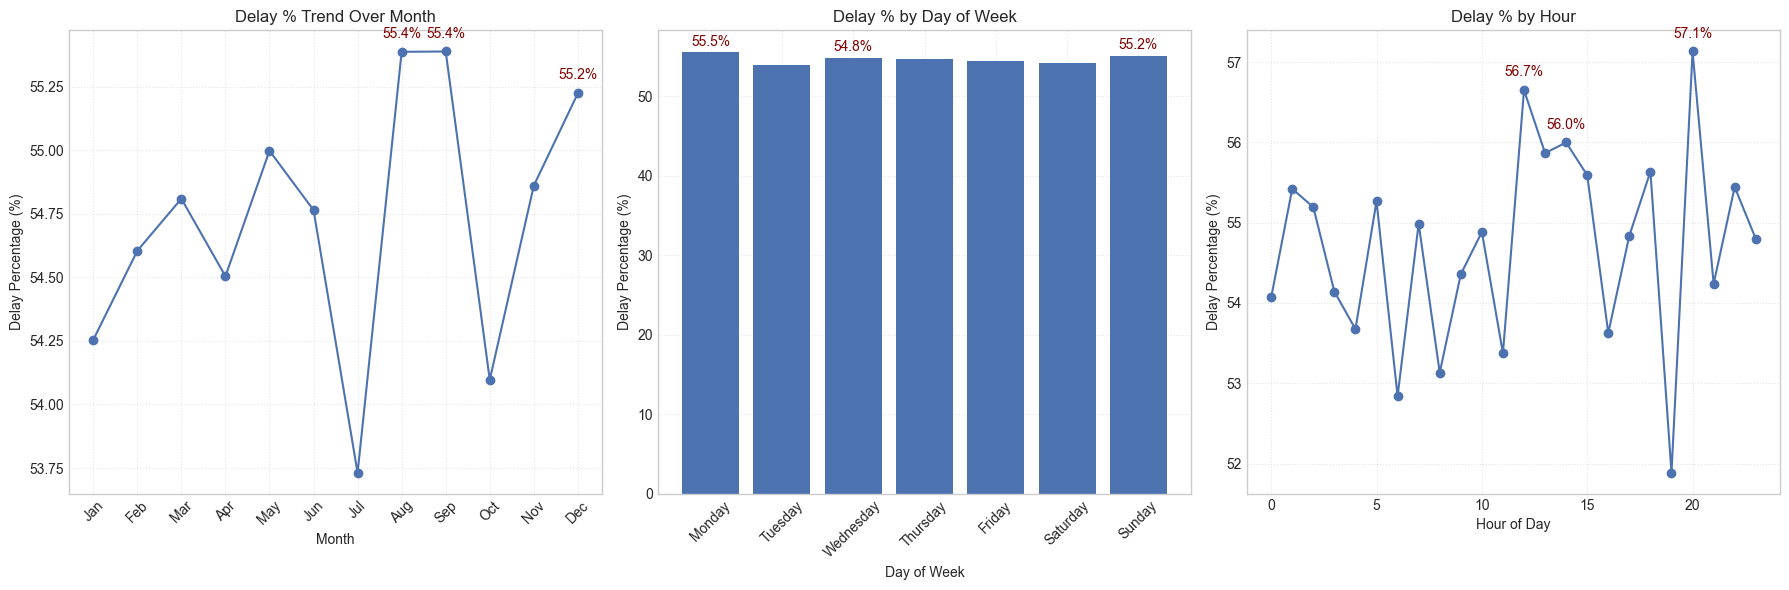 Delay % Trend Over Month
55.4% 55.4%
55.2%
55.25
55.00
54.75
54.50
54.25
54.00
53.75
Delay Percentage (%)
Jan Feb Mar Apr May Jun Jul Aug Sep Oct Nov Dec
Month
Delay % by Day of Week
55.5% 54.8% 55.2%
50
40
30
20
10
0
Delay Percentage (%)
Monday Tuesday Wednesday Thursday Friday Saturday Sunday
Day of Week
Delay % by Hour
57.1%
56.7%
56.0%
57
56
55
54
53
52
Delay Percentage (%)
0 5 10 15 20
Hour of Day